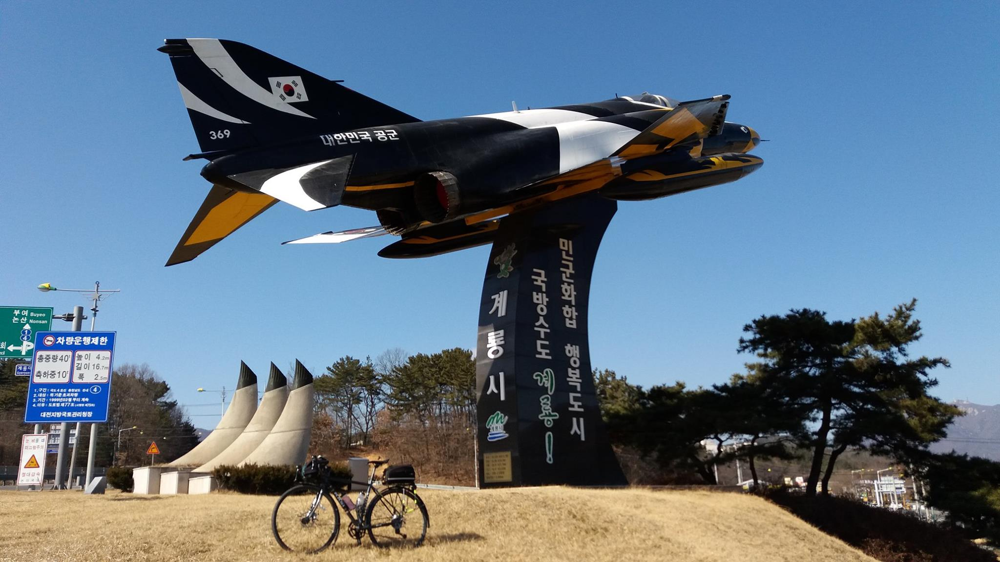 369
대한민국 공군
계룡시
민군화합 행복도시
국방수도 계룡!
계룡시
부여 Buyeo
논산 Nonsan
1
4
차량운행제한
총중량 40t
축하중 10t
높이 4.2m
길이 16.7m
폭 2.5m
1. 구간 : 국도4호선 충청남도 관내 4
2. 대상 : 위 기준 초과차량
3. 기간 : 1999년02월 부터 계속
4. 이유 : 도로법 제77조
대전지방국토관리청장
눈 비올 때
미끄럼주의
절대감속